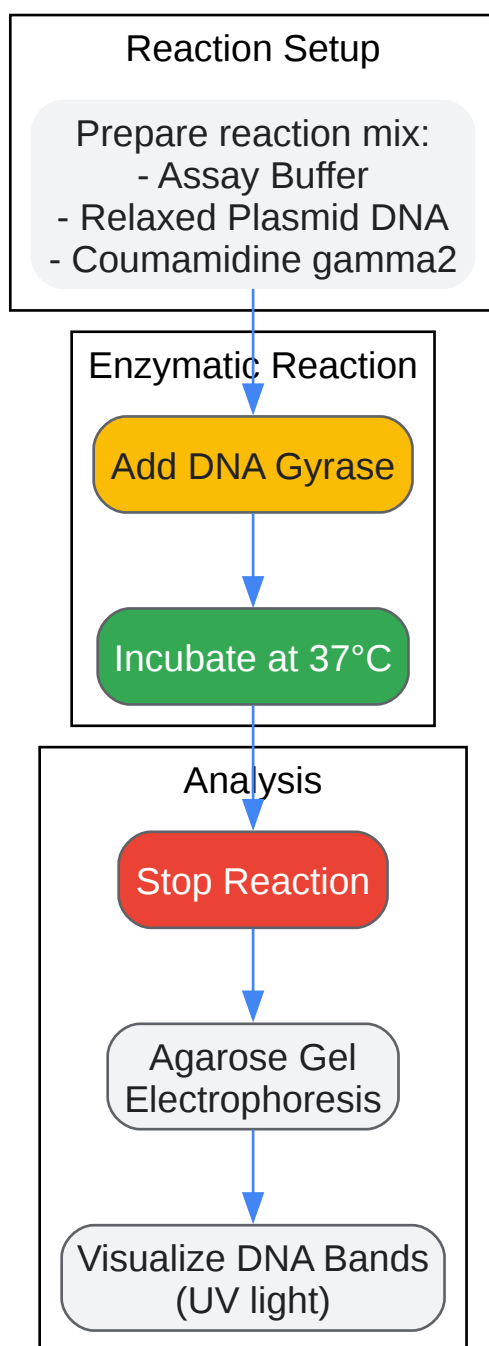 Reaction Setup
Prepare reaction mix:
- Assay Buffer
- Relaxed Plasmid DNA
- Coumamidine gamma2
Enzymatic Reaction
Add DNA Gyrase
Incubate at 37°C
Analysis
Stop Reaction
Agarose Gel
Electrophoresis
Visualize DNA Bands
(UV light)